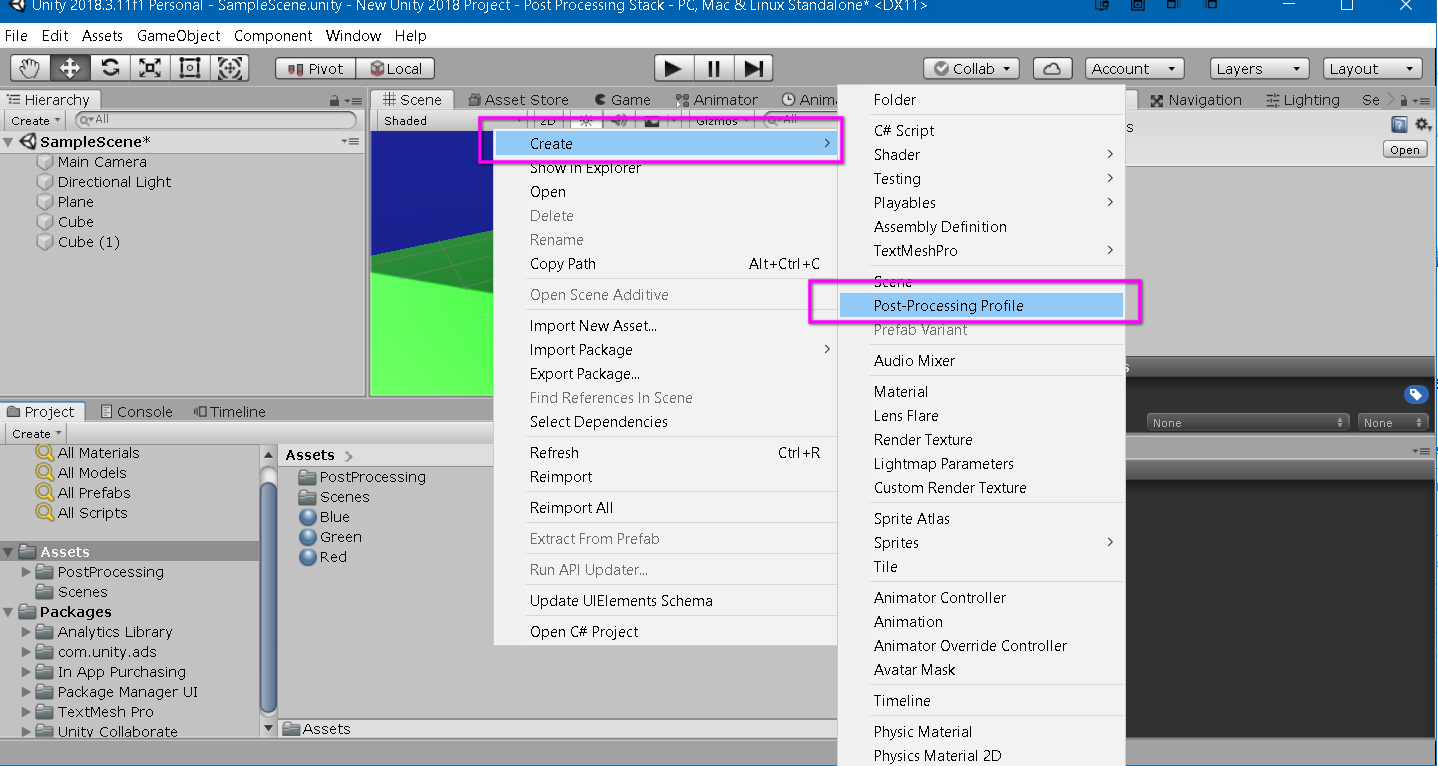 Unity 2018.3.11f1 Personal - SampleScene.unity - New Unity 2018 Project - Post Processing Stack - PC, Mac & Linux Standalone* <DX11>
File Edit Assets GameObject Component Window Help
Pivot Local Collab Account Layers Layout
Hierarchy
Create All
SampleScene*
Main Camera
Directional Light
Plane
Cube
Cube (1)
Scene Asset Store Game Animator Anim
Shaded 2D Gizmos All
Navigation Lighting Se
s
Open
None None
s
Create
Show in Explorer
Open
Delete
Rename
Copy Path Alt+Ctrl+C
Open Scene Additive
Import New Asset...
Import Package
Export Package...
Find References In Scene
Select Dependencies
Refresh Ctrl+R
Reimport
Reimport All
Extract From Prefab
Run API Updater...
Update UIElements Schema
Open C# Project
Folder
C# Script
Shader
Testing
Playables
Assembly Definition
TextMeshPro
Scene
Post-Processing Profile
Prefab Variant
Audio Mixer
Material
Lens Flare
Render Texture
Lightmap Parameters
Custom Render Texture
Sprite Atlas
Sprites
Tile
Animator Controller
Animation
Animator Override Controller
Avatar Mask
Timeline
Physic Material
Physics Material 2D
Project Console Timeline
Create
All Materials
All Models
All Prefabs
All Scripts
Assets
PostProcessing
Scenes
Packages
Analytics Library
com.unity.ads
In App Purchasing
Package Manager UI
TextMesh Pro
Unity Collaborate
Assets
PostProcessing
Scenes
Blue
Green
Red
Assets